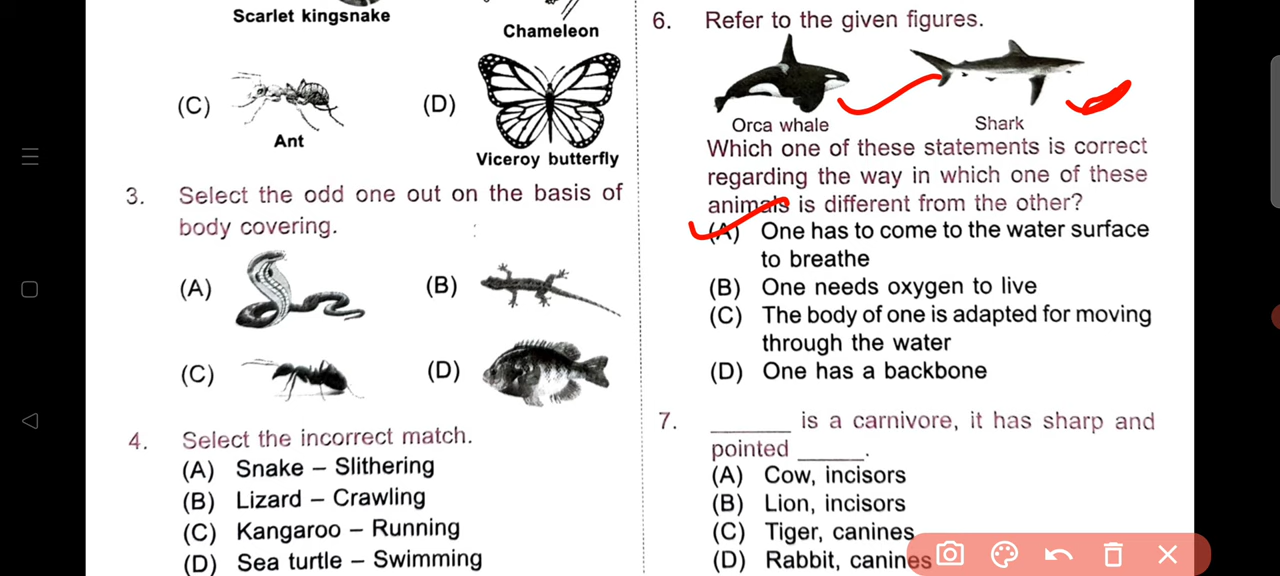 Scarlet kingsnake
Chameleon
(C)
Ant
(D)
Viceroy butterfly
3. Select the odd one out on the basis of
body covering.
(A)
(B)
(C)
(D)
4. Select the incorrect match.
(A) Snake – Slithering
(B) Lizard – Crawling
(C) Kangaroo – Running
(D) Sea turtle – Swimming
6. Refer to the given figures.
Orca whale
Shark
Which one of these statements is correct
regarding the way in which one of these
animals is different from the other?
(A) One has to come to the water surface
to breathe
(B) One needs oxygen to live
(C) The body of one is adapted for moving
through the water
(D) One has a backbone
7. ______ is a carnivore, it has sharp and
pointed _____.
(A) Cow, incisors
(B) Lion, incisors
(C) Tiger, canines
(D) Rabbit, canines